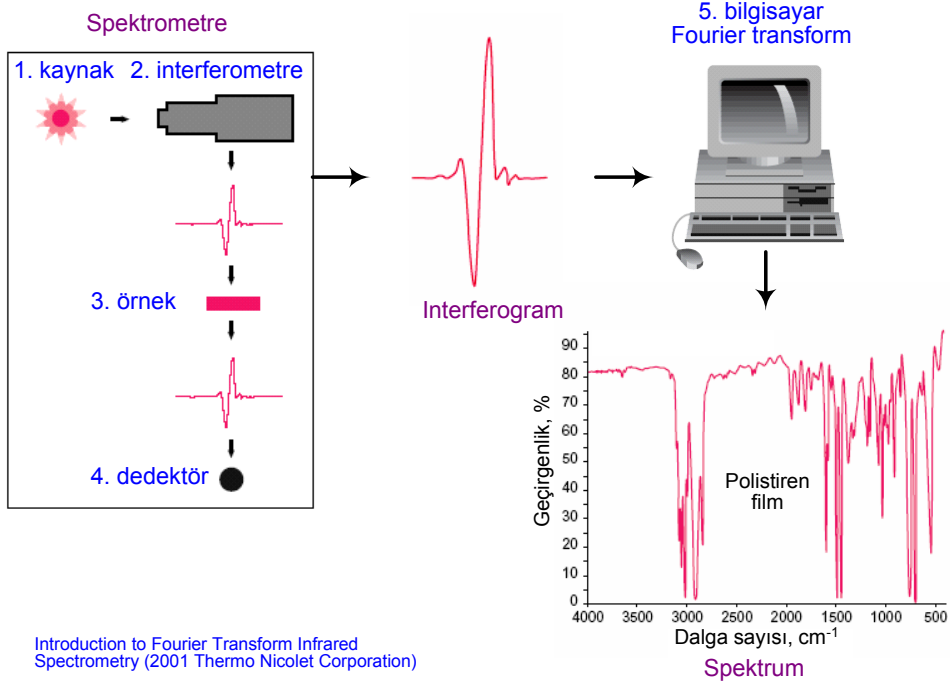 Spektrometre
1. kaynak
2. interferometre
3. örnek
4. dedektör
Interferogram
5. bilgisayar
Fourier transform
Geçirgenlik, %
90
80
70
60
50
40
30
20
10
0
Polistiren
film
4000
3000
2500
2000
1500
1000
500
Dalga sayısı, cm⁻¹
Spektrum
Introduction to Fourier Transform Infrared
Spectrometry (2001 Thermo Nicolet Corporation)